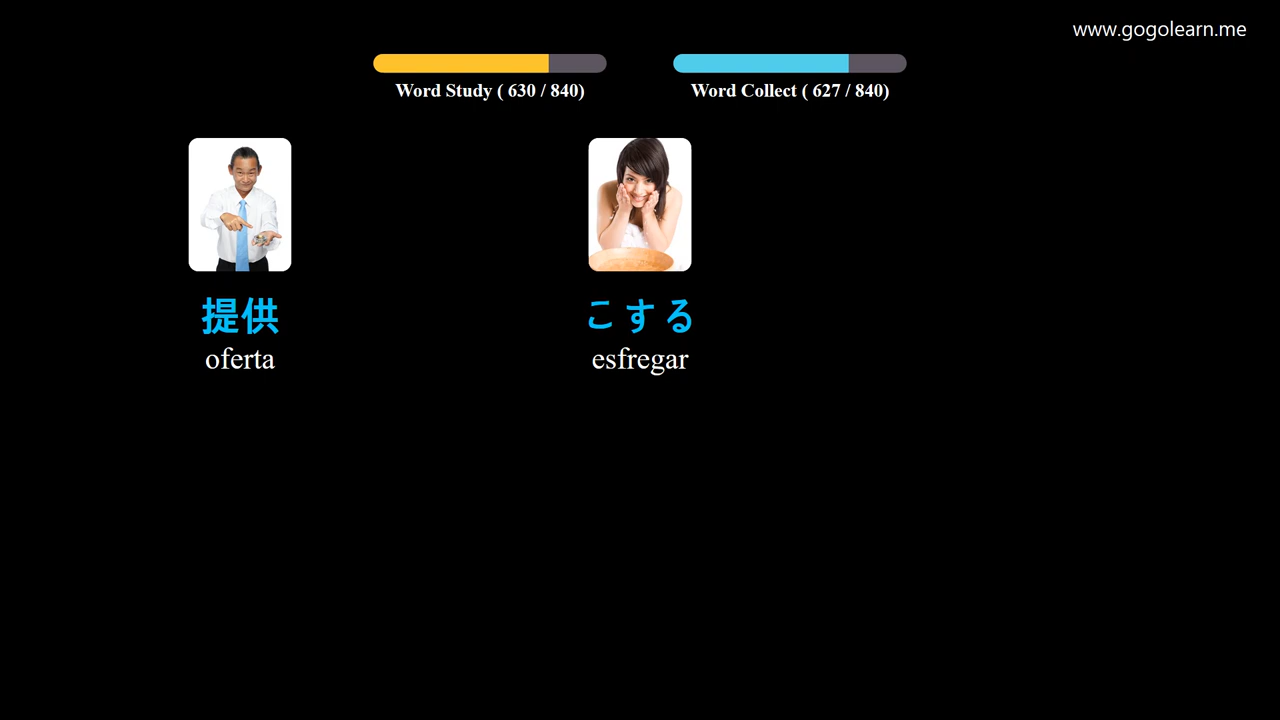 www.gogolearn.me
Word Study ( 630 / 840)
Word Collect ( 627 / 840)
提供
oferta
こする
esfregar